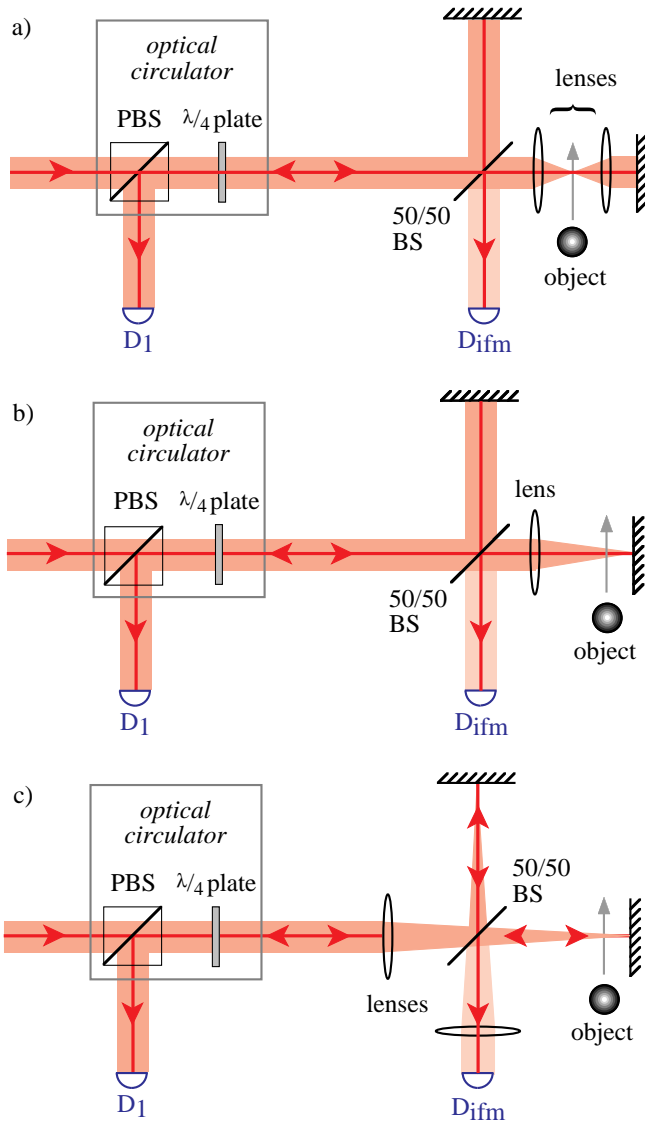 a)
optical
circulator
PBS
λ/4 plate
lenses
50/50
BS
object
D1
Difm
b)
optical
circulator
PBS
λ/4 plate
lens
50/50
BS
object
D1
Difm
c)
optical
circulator
PBS
λ/4 plate
50/50
BS
lenses
object
D1
Difm